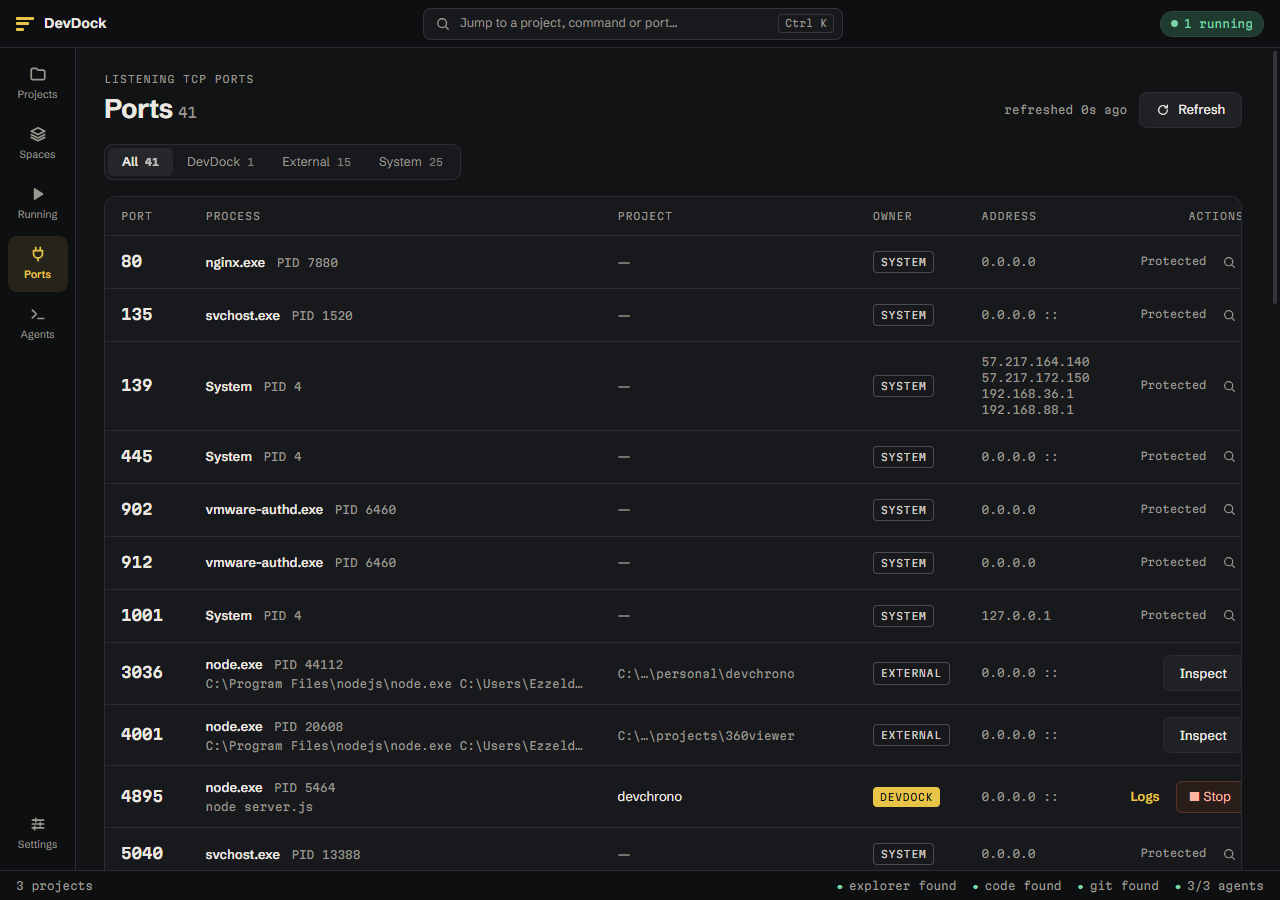 DevDock
Jump to a project, command or port...
Ctrl K
1 running
Projects
Spaces
Running
Ports
Agents
Settings
LISTENING TCP PORTS
Ports 41
refreshed 0s ago
Refresh
All 41 DevDock 1 External 15 System 25
PORT PROCESS PROJECT OWNER ADDRESS ACTIONS
80 nginx.exe PID 7880 — SYSTEM 0.0.0.0 Protected
135 svchost.exe PID 1520 — SYSTEM 0.0.0.0 :: Protected
139 System PID 4 — SYSTEM 57.217.164.140 Protected
57.217.172.150
192.168.36.1
192.168.88.1
445 System PID 4 — SYSTEM 0.0.0.0 :: Protected
902 vmware-authd.exe PID 6460 — SYSTEM 0.0.0.0 Protected
912 vmware-authd.exe PID 6460 — SYSTEM 0.0.0.0 Protected
1001 System PID 4 — SYSTEM 127.0.0.1 Protected
3036 node.exe PID 44112 C:\…\personal\devchrono EXTERNAL 0.0.0.0 :: Inspect
C:\Program Files\nodejs\node.exe C:\Users\Ezzeld…
4001 node.exe PID 20608 C:\…\projects\360viewer EXTERNAL 0.0.0.0 :: Inspect
C:\Program Files\nodejs\node.exe C:\Users\Ezzeld…
4895 node.exe PID 5464 devchrono DEVDOCK 0.0.0.0 :: Logs Stop
node server.js
5040 svchost.exe PID 13388 — SYSTEM 0.0.0.0 Protected
3 projects
explorer found code found git found 3/3 agents